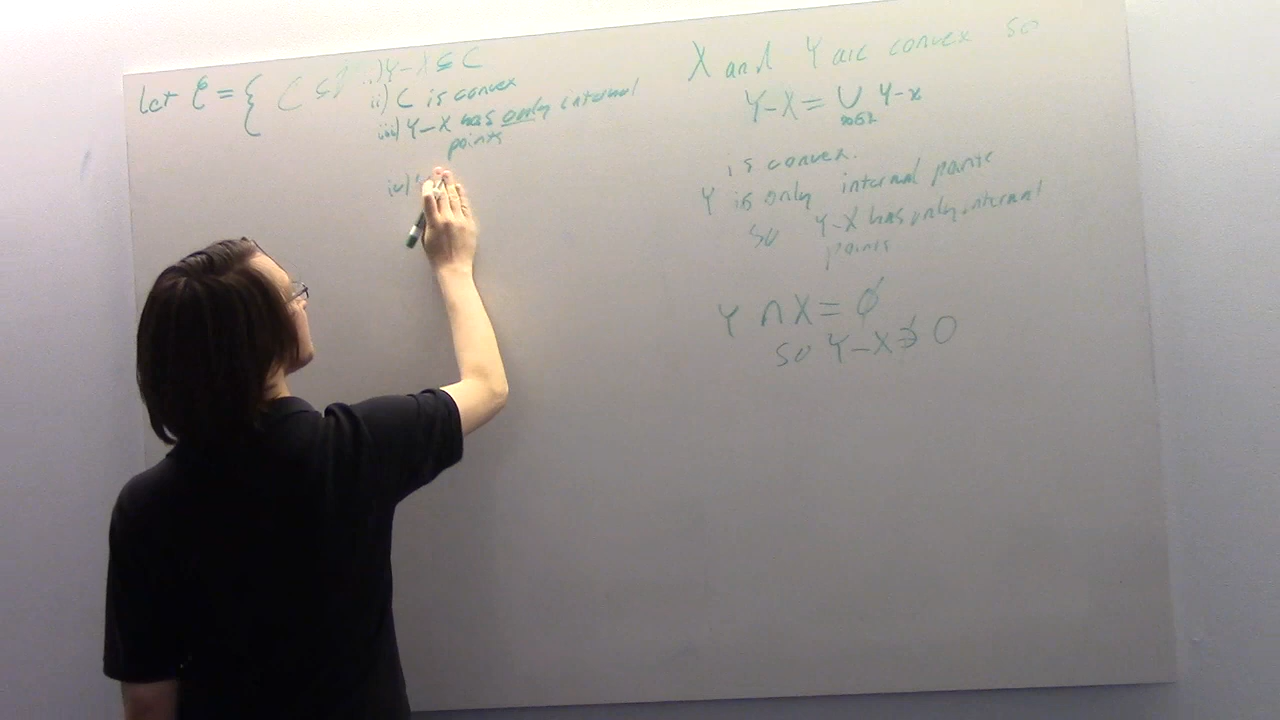 Let ℰ = { C ⊆ V i) Y-X ⊆ C
ii) C is convex
iii) Y-X has only internal
points
iv)
X and Y are convex so
Y-X = ∪ Y-x
x∈X
is convex.
Y is only internal points
so Y-X has only internal
points
Y ∩ X = ∅
so Y-X ∌ 0